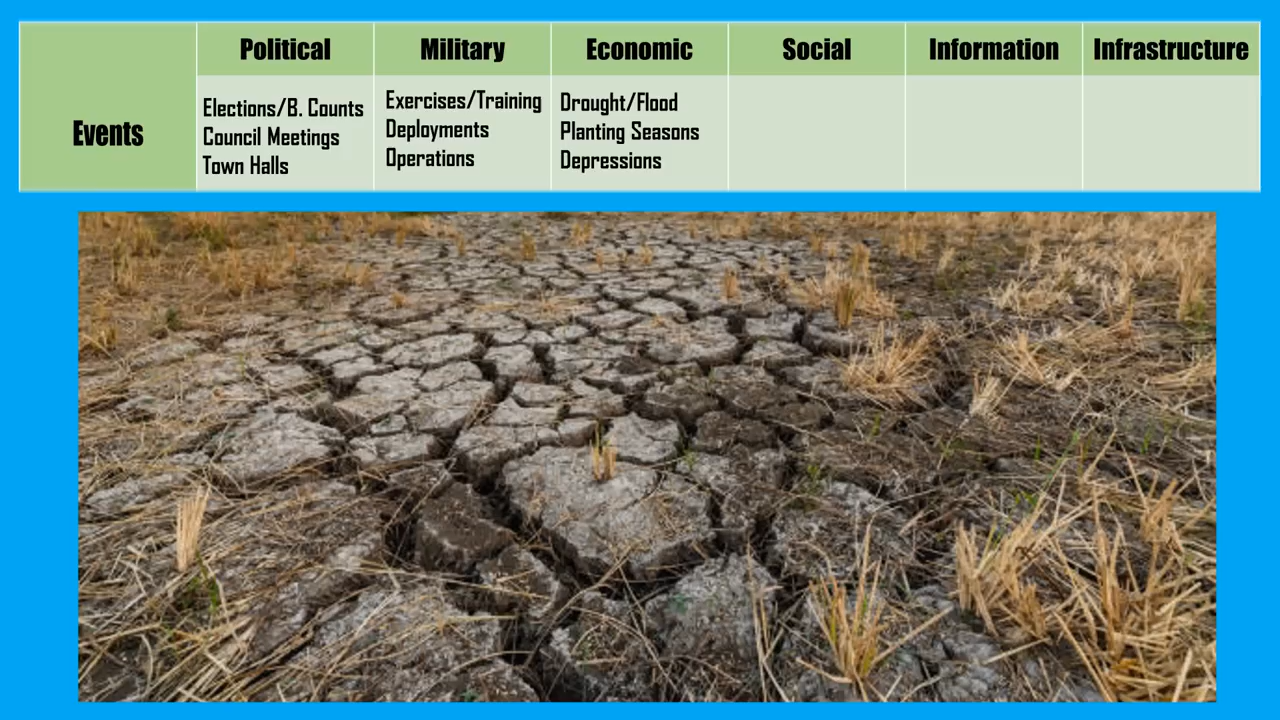 Political Military Economic Social Information Infrastructure
Events
Elections/B. Counts
Council Meetings
Town Halls
Exercises/Training
Deployments
Operations
Drought/Flood
Planting Seasons
Depressions